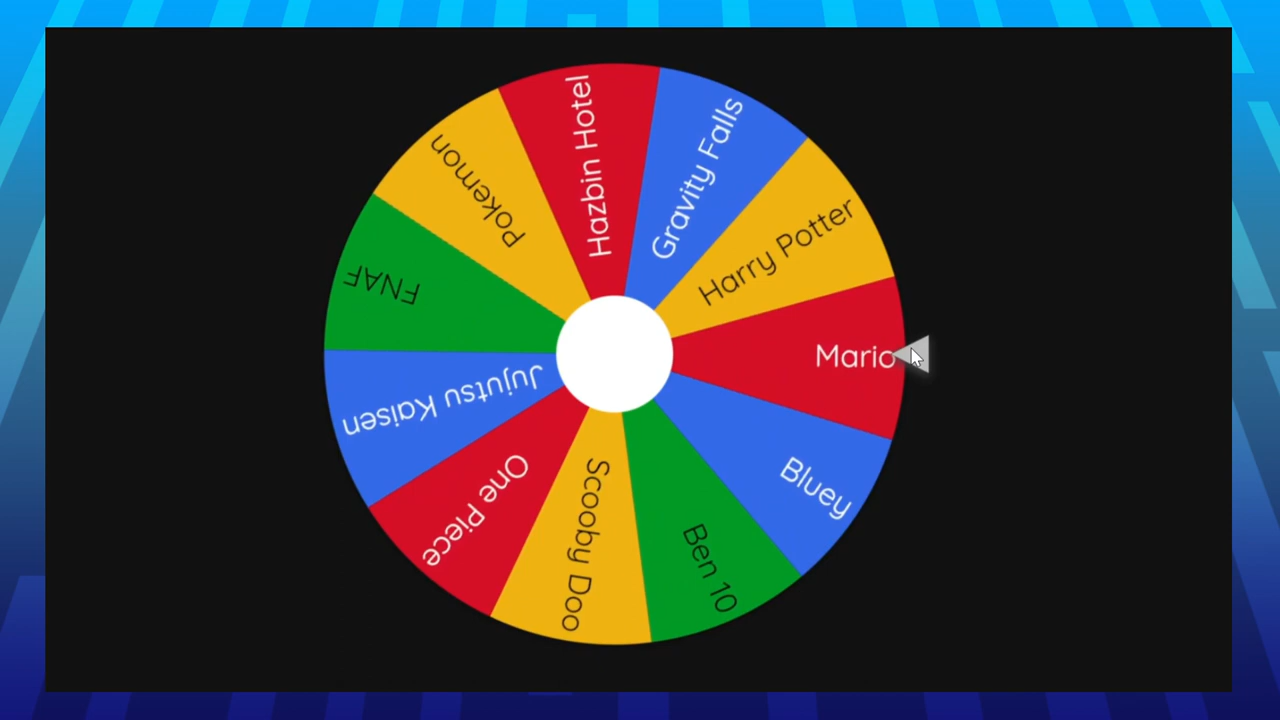 Hazbin Hotel
Gravity Falls
Harry Potter
Mario
Bluey
Ben 10
Scooby Doo
One Piece
Jujutsu Kaisen
FNAF
Pokemon